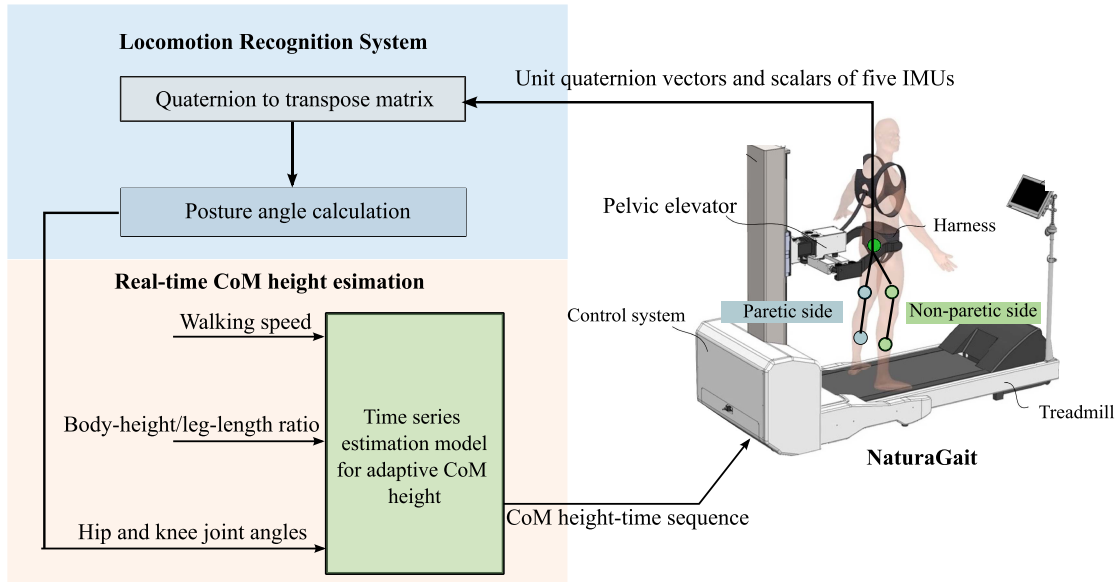 Locomotion Recognition System
Quaternion to transpose matrix
Posture angle calculation
Unit quaternion vectors and scalars of five IMUs
Pelvic elevator
Harness
Paretic side
Non-paretic side
Control system
Treadmill
NaturaGait
Real-time CoM height esimation
Walking speed
Body-height/leg-length ratio
Hip and knee joint angles
Time series
estimation model
for adaptive CoM
height
CoM height-time sequence